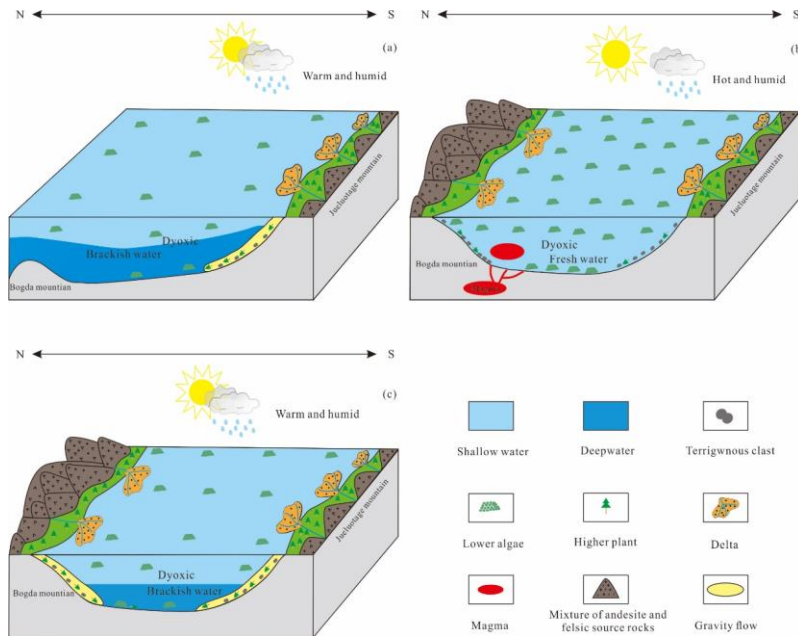 N S
(a)
Warm and humid
Jueluotage mountain
Dyoxic
Brackish water
Bogda mountian
N S
(b)
Hot and humid
Jueluotage mountain
Dyoxic
Fresh water
Bogda mountian
N S
(c)
Warm and humid
Jueluotage mountain
Dyoxic
Brackish water
Bogda mountian
Shallow water
Deepwater
Terrigwnous clast
Lower algae
Higher plant
Delta
Magma
Mixture of andesite and
felsic source rocks
Gravity flow